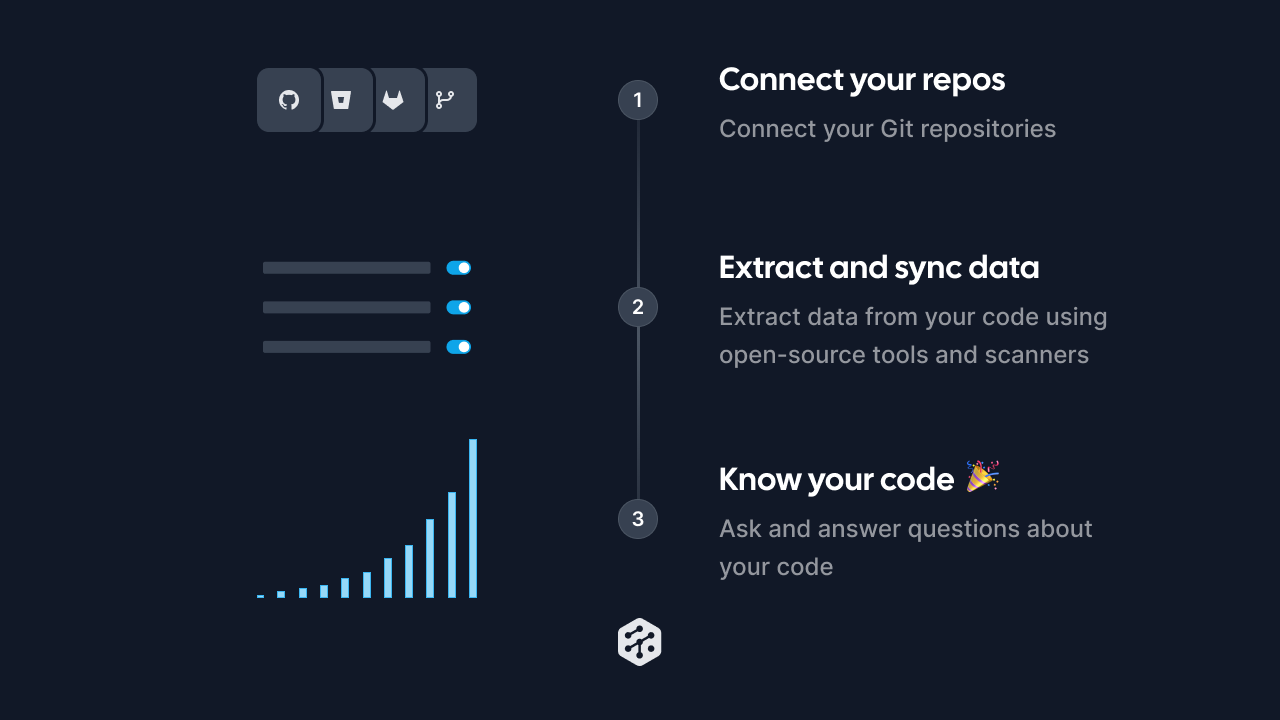 1
Connect your repos
Connect your Git repositories
2
Extract and sync data
Extract data from your code using
open-source tools and scanners
3
Know your code 🎉
Ask and answer questions about
your code